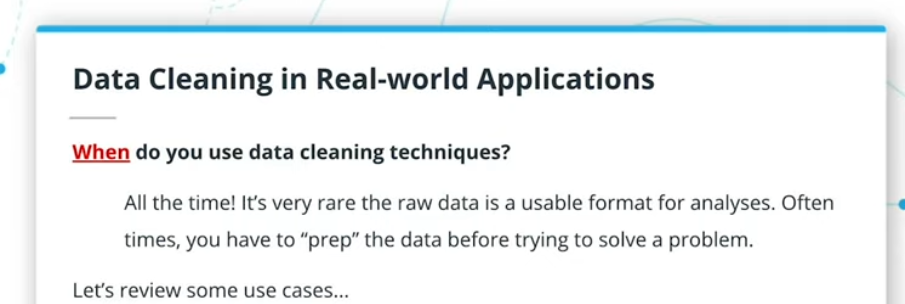 Data Cleaning in Real-world Applications
When do you use data cleaning techniques?
All the time! It’s very rare the raw data is a usable format for analyses. Often
times, you have to “prep” the data before trying to solve a problem.
Let’s review some use cases...